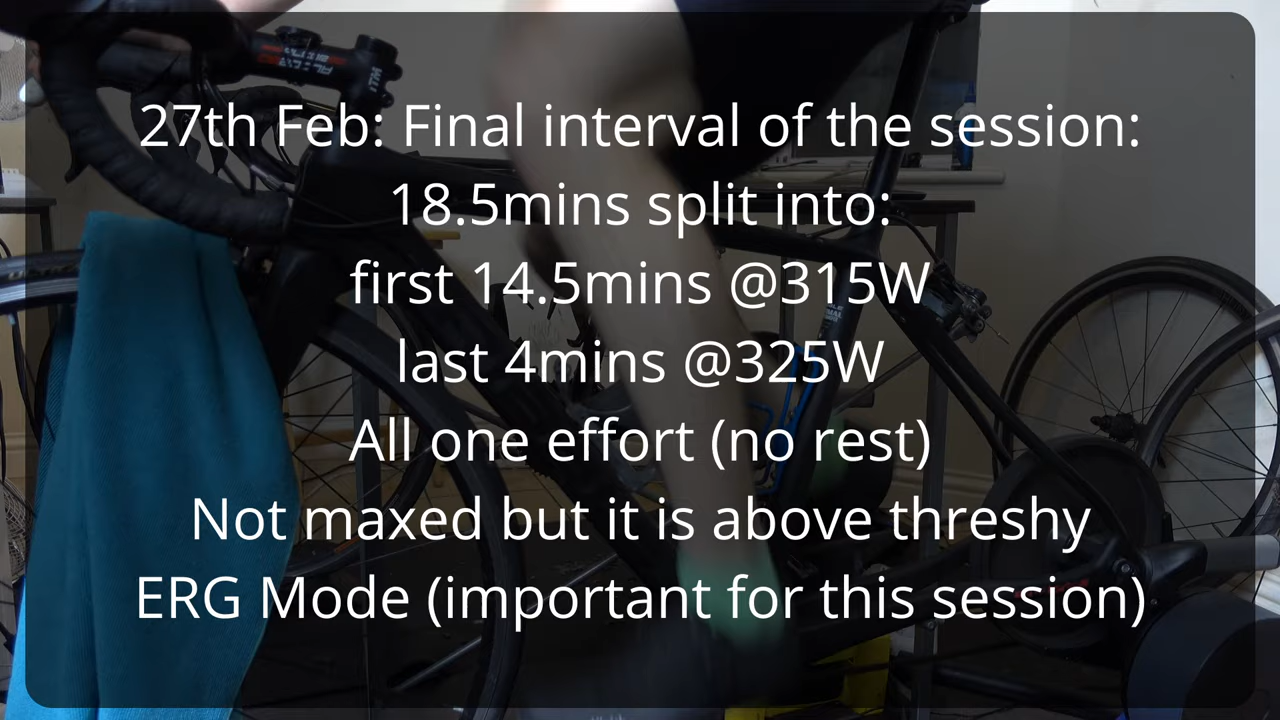 27th Feb: Final interval of the session:
18.5mins split into:
first 14.5mins @315W
last 4mins @325W
All one effort (no rest)
Not maxed but it is above threshy
ERG Mode (important for this session)